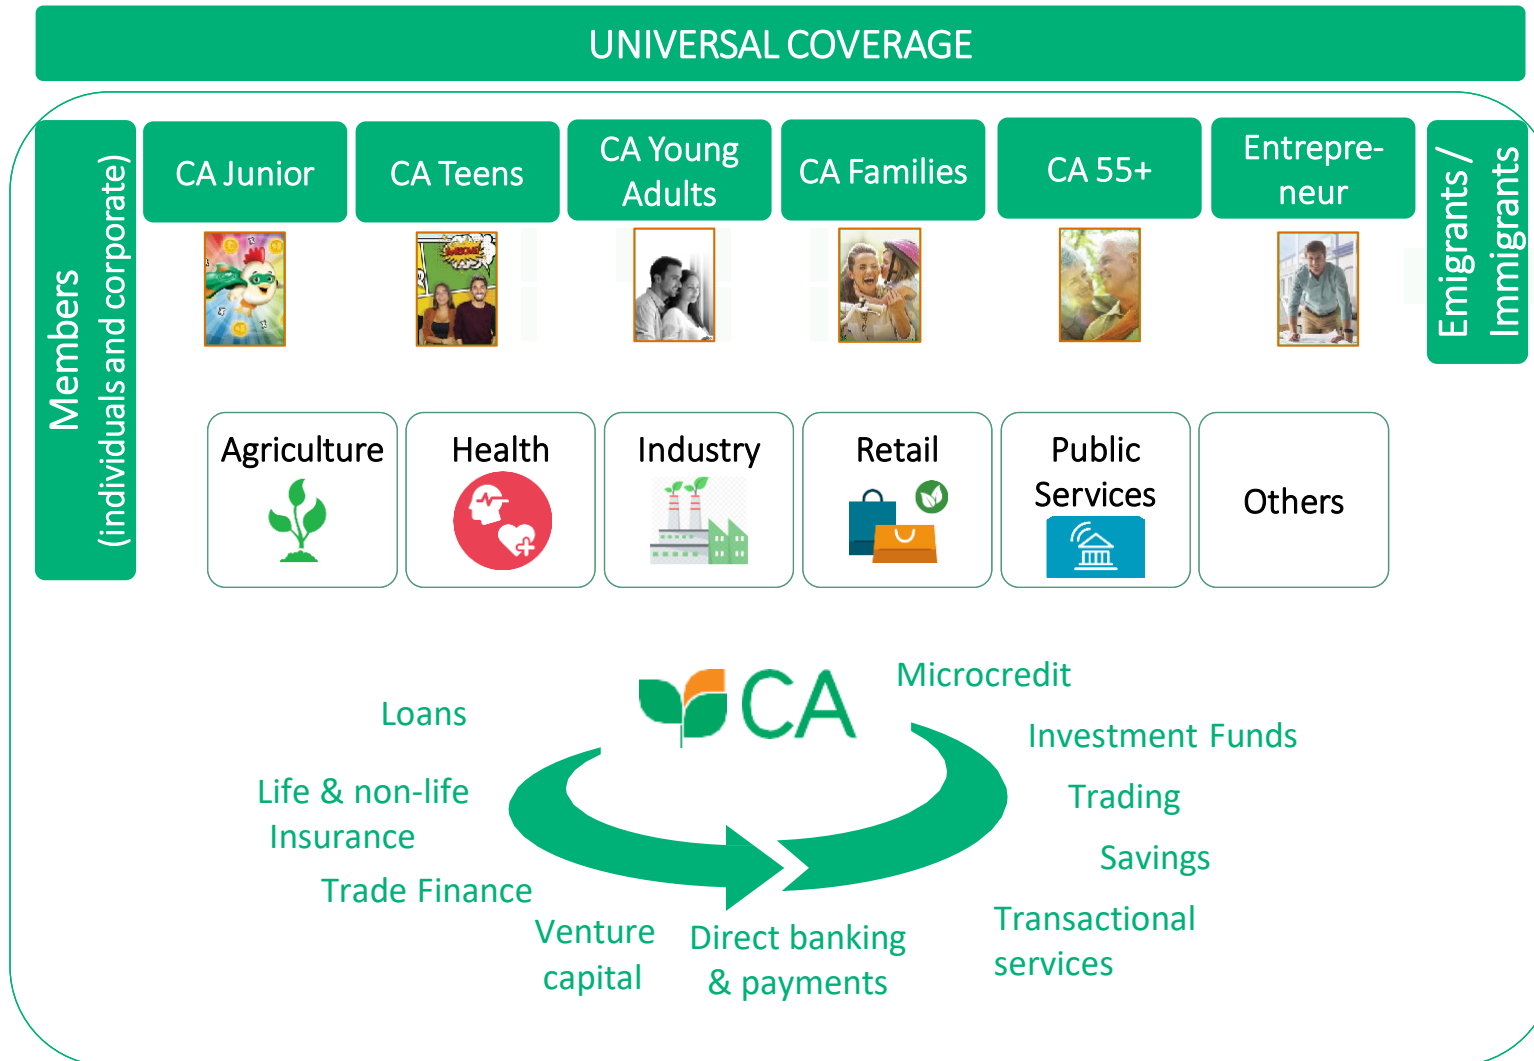 UNIVERSAL COVERAGE
Members
(individuals and corporate)
CA Junior
CA Teens
CA Young
Adults
CA Families
CA 55+
Entrepre-
neur
Emigrants /
Immigrants
Agriculture
Health
Industry
Retail
Public
Services
Others
CA
Loans
Life & non-life
Insurance
Trade Finance
Venture
capital
Direct banking
& payments
Microcredit
Investment Funds
Trading
Savings
Transactional
services